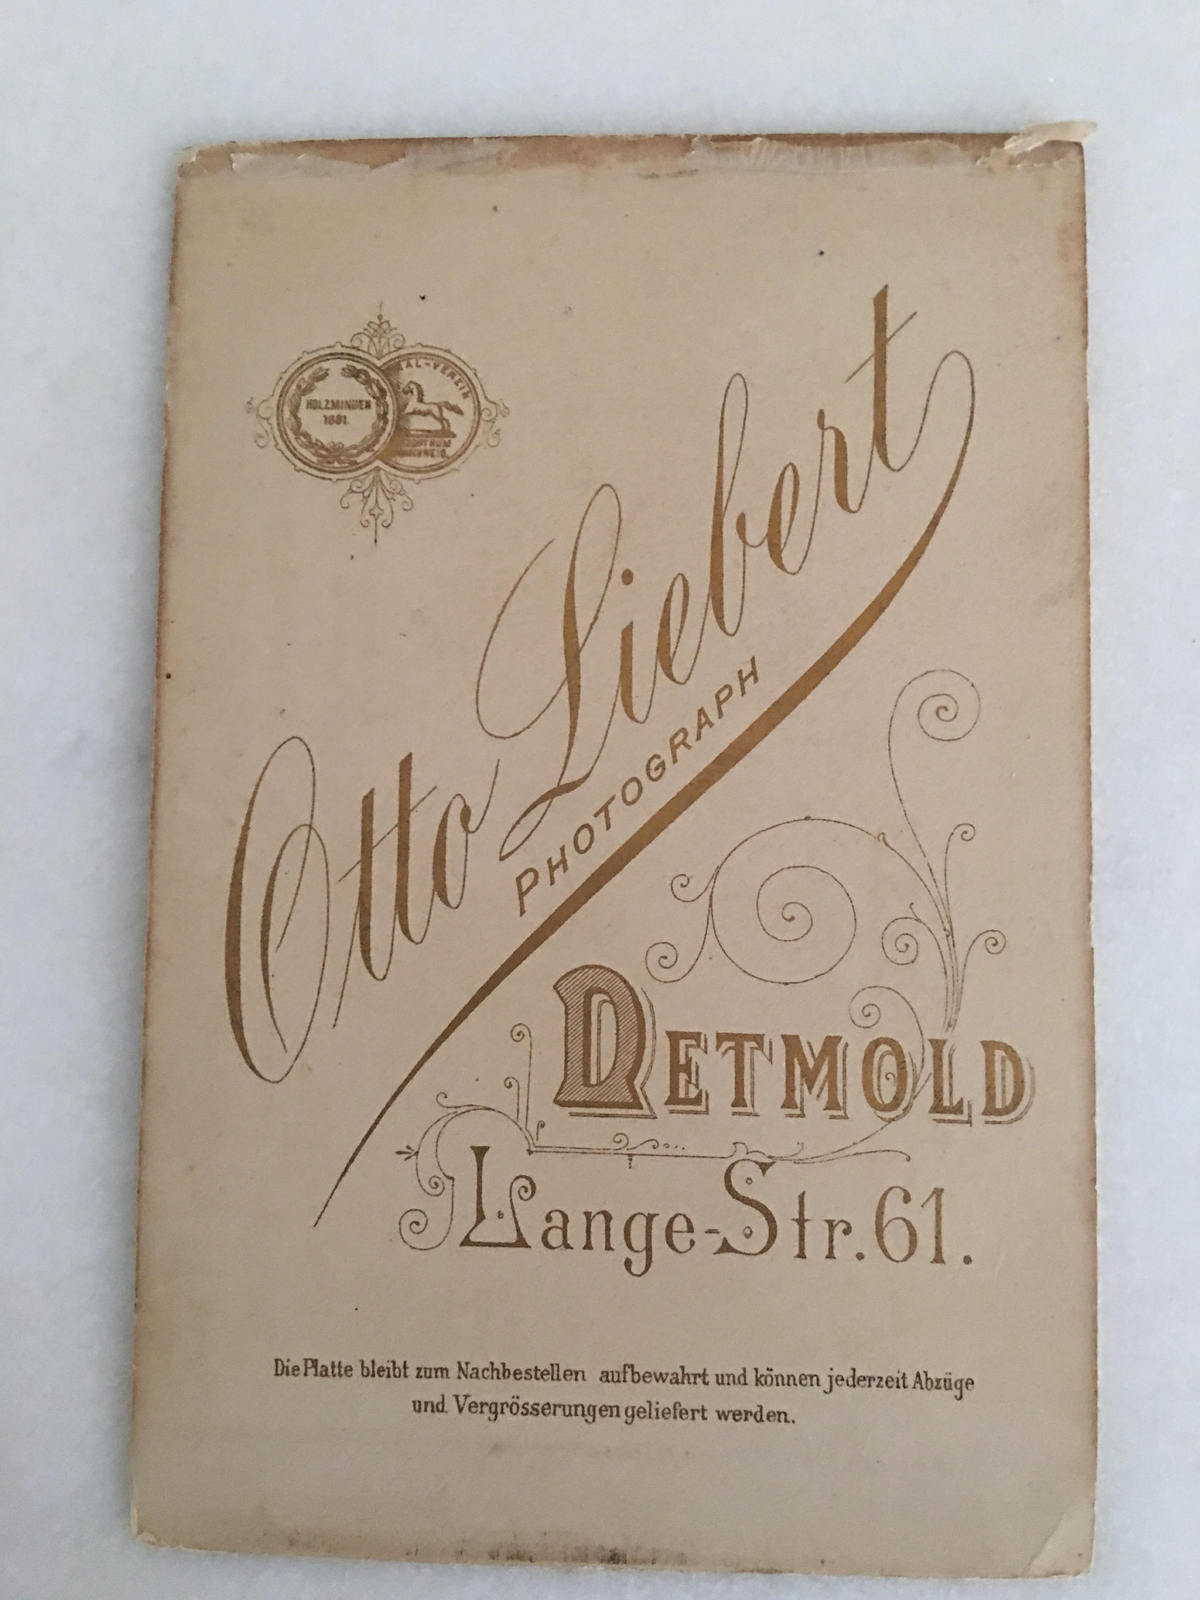 HOLZMINDEN
1881.
Otto Liebert
PHOTOGRAPH
DETMOLD
Lange-Str. 61.
Die Platte bleibt zum Nachbestellen aufbewahrt und können jederzeit Abzüge
und Vergrösserungen geliefert werden.